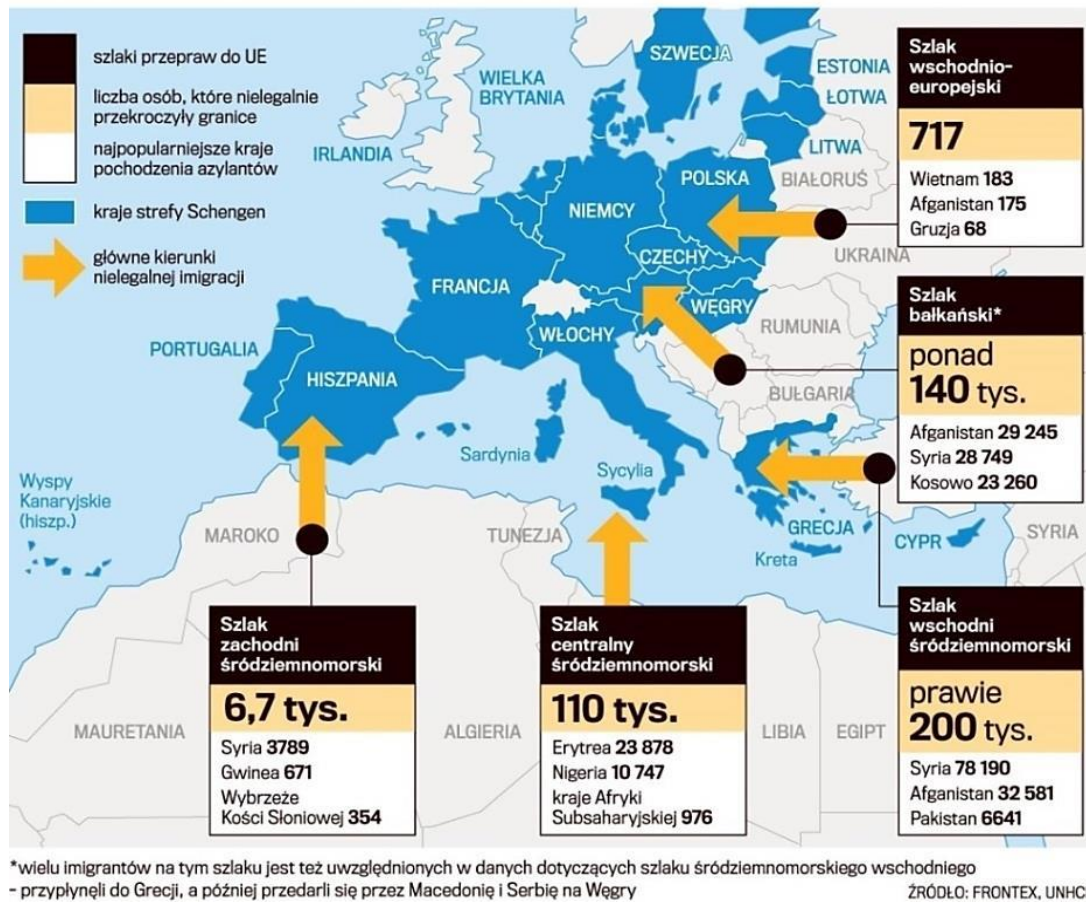 szlaki przepraw do UE
liczba osób, które nielegalnie
przekroczyły granice
najpopularniejsze kraje
pochodzenia azylantów
kraje strefy Schengen
główne kierunki
nielegalnej imigracji
SZWECJA
ESTONIA
ŁOTWA
LITWA
WIELKA
BRYTANIA
IRLANDIA
POLSKA
BIAŁORUŚ
NIEMCY
CZECHY
UKRAINA
FRANCJA
WĘGRY
WŁOCHY
RUMUNIA
PORTUGALIA
HISZPANIA
BUŁGARIA
Sardynia
Sycylia
Wyspy
Kanaryjskie
(hiszp.)
MAROKO
TUNEZJA
GRECJA
Kreta
CYPR
SYRIA
MAURETANIA
ALGIERIA
LIBIA
EGIPT
Szlak
wschodnio-
europejski
717
Wietnam 183
Afganistan 175
Gruzja 68
Szlak
bałkański*
ponad
140 tys.
Afganistan 29 245
Syria 28 749
Kosowo 23 260
Szlak
zachodni
śródziemnomorski
6,7 tys.
Syria 3789
Gwinea 671
Wybrzeże
Kości Słoniowej 354
Szlak
centralny
śródziemnomorski
110 tys.
Erytrea 23 878
Nigeria 10 747
kraje Afryki
Subsaharyjskiej 976
Szlak
wschodni
śródziemnomorski
prawie
200 tys.
Syria 78 190
Afganistan 32 581
Pakistan 6641
*wielu imigrantów na tym szlaku jest też uwzględnionych w danych dotyczących szlaku śródziemnomorskiego wschodniego
– przypłynęli do Grecji, a później przedarli się przez Macedonię i Serbię na Węgry
ŹRÓDŁO: FRONTEX, UNHC